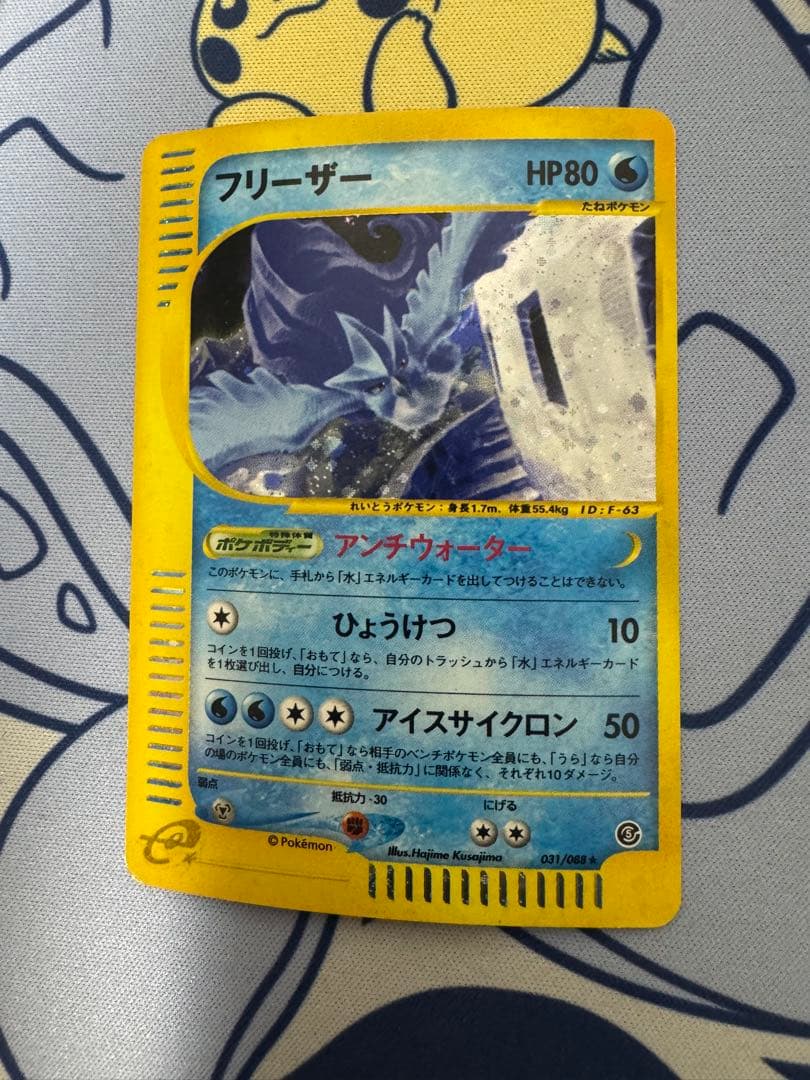 フリーザー HP80
たねポケモン
れいとうポケモン：身長1.7m、体重55.4kg ID：F-63
特殊体質
ポケボディー アンチウォーター
このポケモンに、手札から「水」エネルギーカードを出してつけることはできない。
ひょうけつ 10
コインを1回投げ、「おもて」なら、自分のトラッシュから「水」エネルギーカード
を1枚選び出し、自分につける。
アイスサイクロン 50
コインを1回投げ、「おもて」なら相手のベンチポケモン全員にも、「うら」なら自分
の場のポケモン全員にも、「弱点・抵抗力」に関係なく、それぞれ10ダメージ。
弱点 抵抗力 -30 にげる
© Pokémon Illus.Hajime Kusajima 031/088★